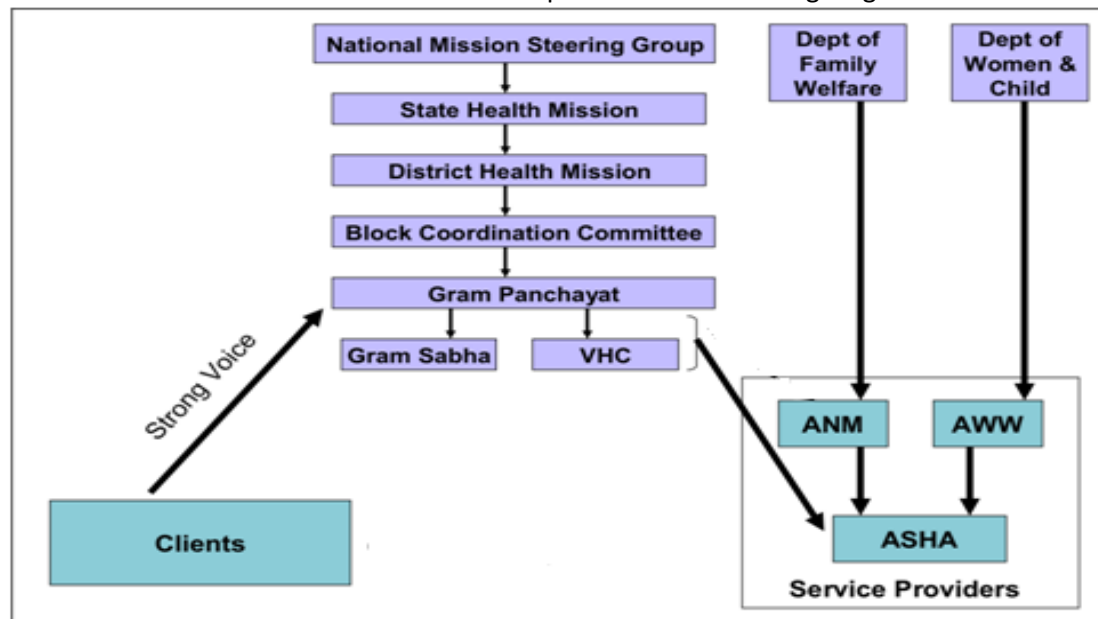 National Mission Steering Group
State Health Mission
District Health Mission
Block Coordination Committee
Gram Panchayat
Gram Sabha
VHC
Dept of
Family
Welfare
Dept of
Women &
Child
Strong Voice
Clients
ANM
AWW
ASHA
Service Providers